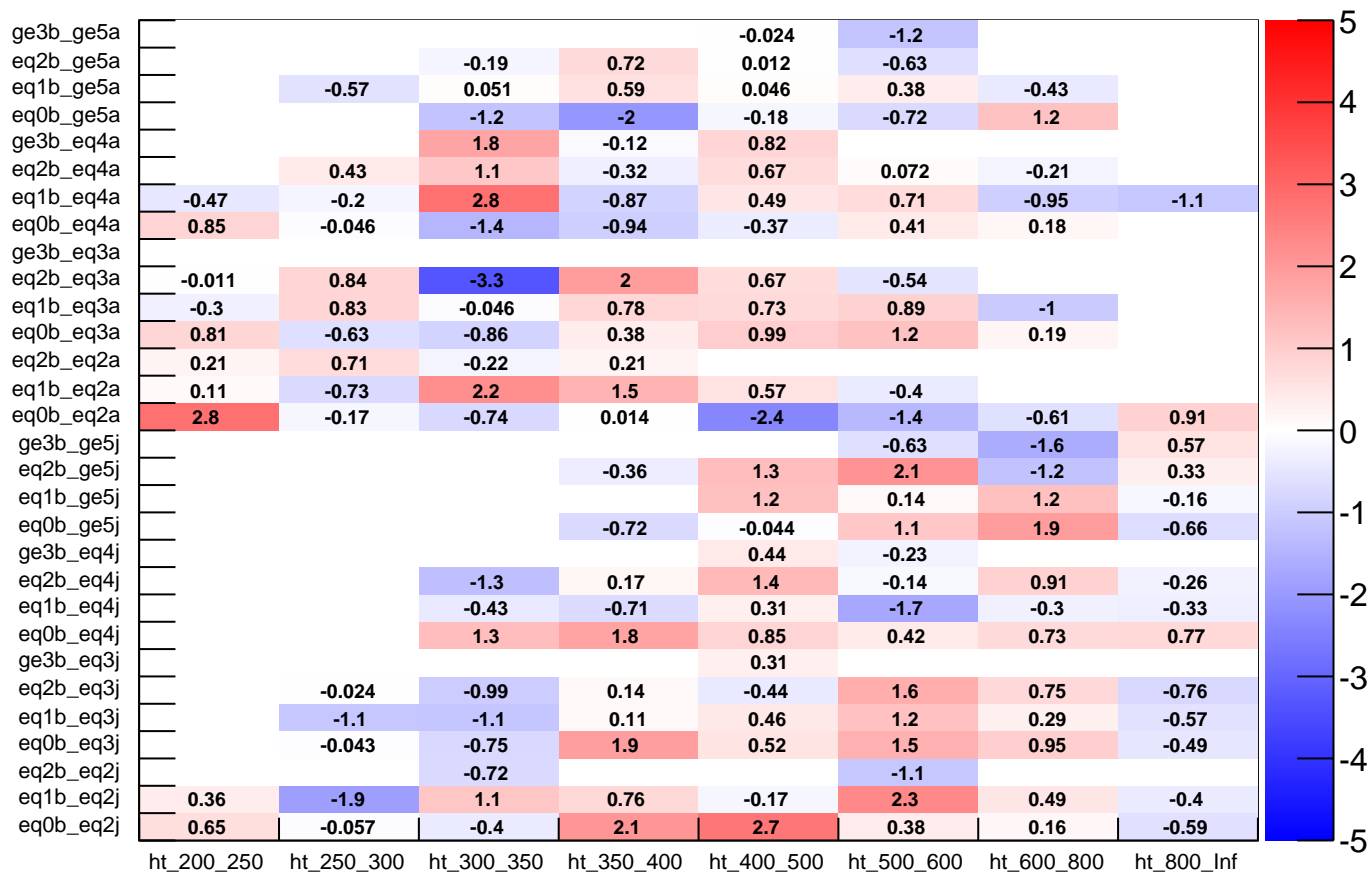 ge3b_ge5a -0.024 -1.2
eq2b_ge5a -0.19 0.72 0.012 -0.63
eq1b_ge5a -0.57 0.051 0.59 0.046 0.38 -0.43
eq0b_ge5a -1.2 -2 -0.18 -0.72 1.2
ge3b_eq4a 1.8 -0.12 0.82
eq2b_eq4a 0.43 1.1 -0.32 0.67 0.072 -0.21
eq1b_eq4a -0.47 -0.2 2.8 -0.87 0.49 0.71 -0.95 -1.1
eq0b_eq4a 0.85 -0.046 -1.4 -0.94 -0.37 0.41 0.18
ge3b_eq3a
eq2b_eq3a -0.011 0.84 -3.3 2 0.67 -0.54
eq1b_eq3a -0.3 0.83 -0.046 0.78 0.73 0.89 -1
eq0b_eq3a 0.81 -0.63 -0.86 0.38 0.99 1.2 0.19
eq2b_eq2a 0.21 0.71 -0.22 0.21
eq1b_eq2a 0.11 -0.73 2.2 1.5 0.57 -0.4
eq0b_eq2a 2.8 -0.17 -0.74 0.014 -2.4 -1.4 -0.61 0.91
ge3b_ge5j -0.63 -1.6 0.57
eq2b_ge5j -0.36 1.3 2.1 -1.2 0.33
eq1b_ge5j 1.2 0.14 1.2 -0.16
eq0b_ge5j -0.72 -0.044 1.1 1.9 -0.66
ge3b_eq4j 0.44 -0.23
eq2b_eq4j -1.3 0.17 1.4 -0.14 0.91 -0.26
eq1b_eq4j -0.43 -0.71 0.31 -1.7 -0.3 -0.33
eq0b_eq4j 1.3 1.8 0.85 0.42 0.73 0.77
ge3b_eq3j 0.31
eq2b_eq3j -0.024 -0.99 0.14 -0.44 1.6 0.75 -0.76
eq1b_eq3j -1.1 -1.1 0.11 0.46 1.2 0.29 -0.57
eq0b_eq3j -0.043 -0.75 1.9 0.52 1.5 0.95 -0.49
eq2b_eq2j -0.72 -1.1
eq1b_eq2j 0.36 -1.9 1.1 0.76 -0.17 2.3 0.49 -0.4
eq0b_eq2j 0.65 -0.057 -0.4 2.1 2.7 0.38 0.16 -0.59
ht_200_250 ht_250_300 ht_300_350 ht_350_400 ht_400_500 ht_500_600 ht_600_800 ht_800_Inf
5
4
3
2
1
0
-1
-2
-3
-4
-5